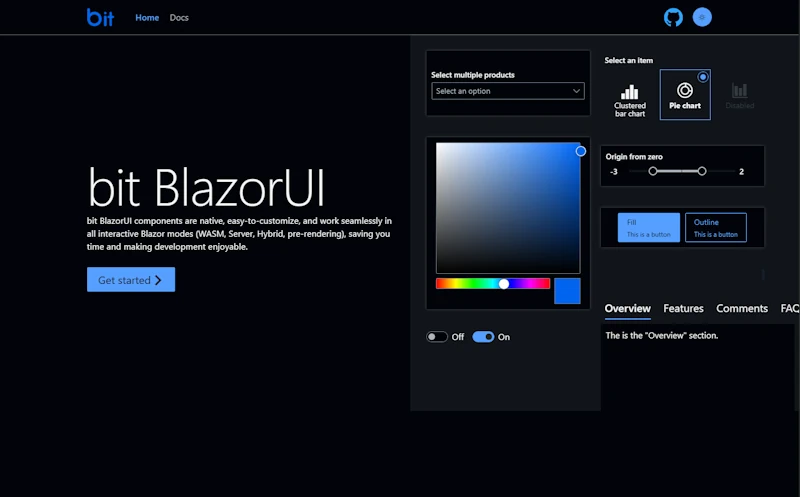 bit
Home
Docs
bit BlazorUI
bit BlazorUI components are native, easy-to-customize, and work seamlessly in
all interactive Blazor modes (WASM, Server, Hybrid, pre-rendering), saving you
time and making development enjoyable.
Get started
Select multiple products
Select an option
Off
On
Select an item
Clustered
bar chart
Pie chart
Disabled
Origin from zero
-3
2
Fill
This is a button
Outline
This is a button
Overview
Features
Comments
FAQ
The is the "Overview" section.